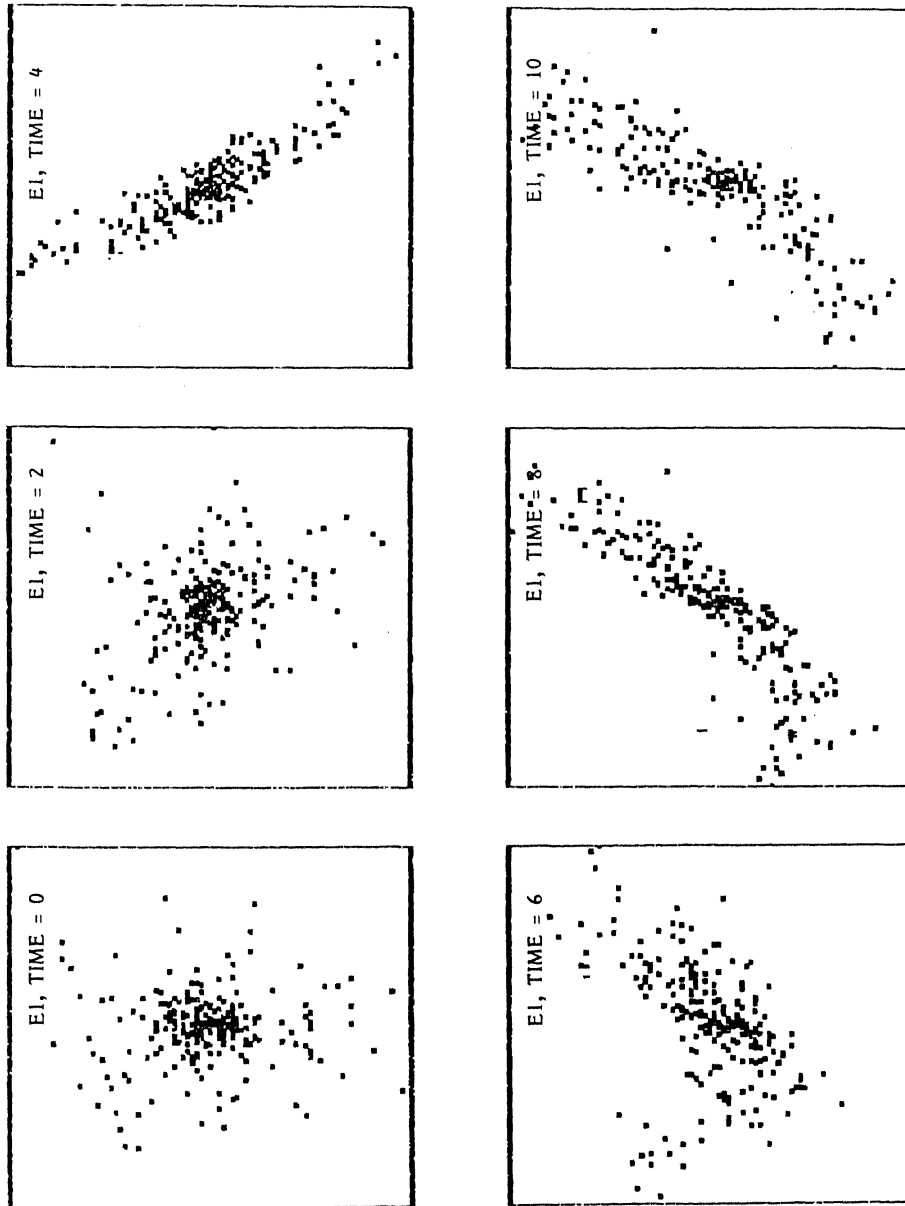 E1, TIME = 0
E1, TIME = 2
E1, TIME = 4
E1, TIME = 6
E1, TIME = 8
E1, TIME = 10